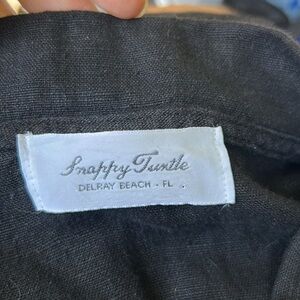 Snappy Turtle
DELRAY BEACH - FL .